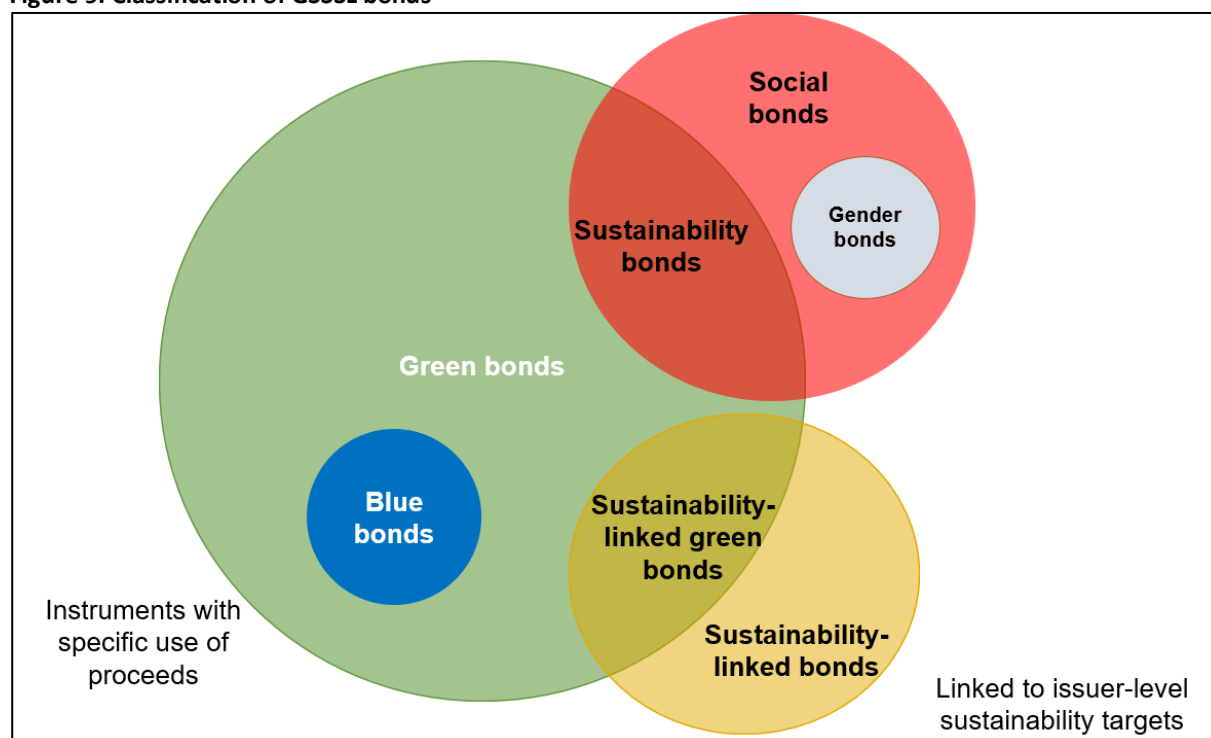 Social
bonds
Gender
bonds
Sustainability
bonds
Green bonds
Blue
bonds
Sustainability-
linked green
bonds
Instruments with
specific use of
proceeds
Sustainability-
linked bonds
Linked to issuer-level
sustainability targets